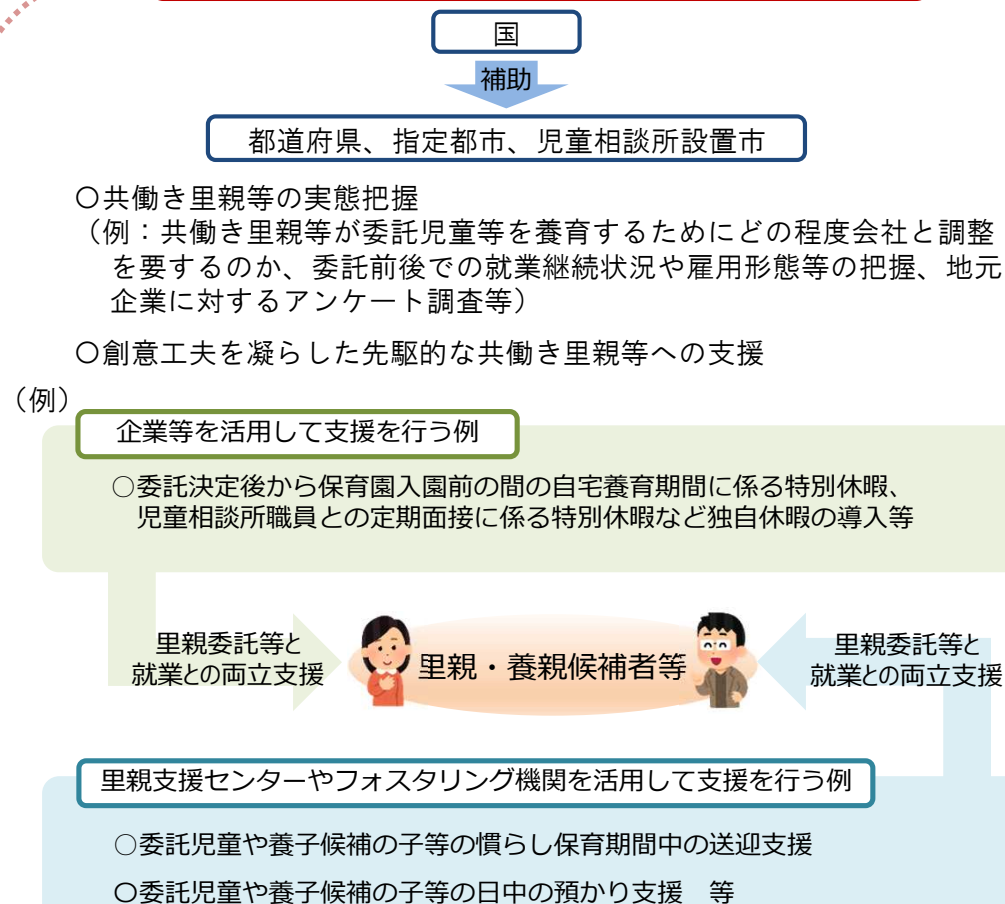 国
補助
都道府県、指定都市、児童相談所設置市
〇共働き里親等の実態把握
（例：共働き里親等が委託児童等を養育するためにどの程度会社と調整
を要するのか、委託前後での就業継続状況や雇用形態等の把握、地元
企業に対するアンケート調査等）
〇創意工夫を凝らした先駆的な共働き里親等への支援
（例）
企業等を活用して支援を行う例
○委託決定後から保育園入園前の間の自宅養育期間に係る特別休暇、
児童相談所職員との定期面接に係る特別休暇など独自休暇の導入等
里親委託等と
就業との両立支援
里親・養親候補者等
里親委託等と
就業との両立支援
里親支援センターやフォスタリング機関を活用して支援を行う例
○委託児童や養子候補の子等の慣らし保育期間中の送迎支援
〇委託児童や養子候補の子等の日中の預かり支援　等